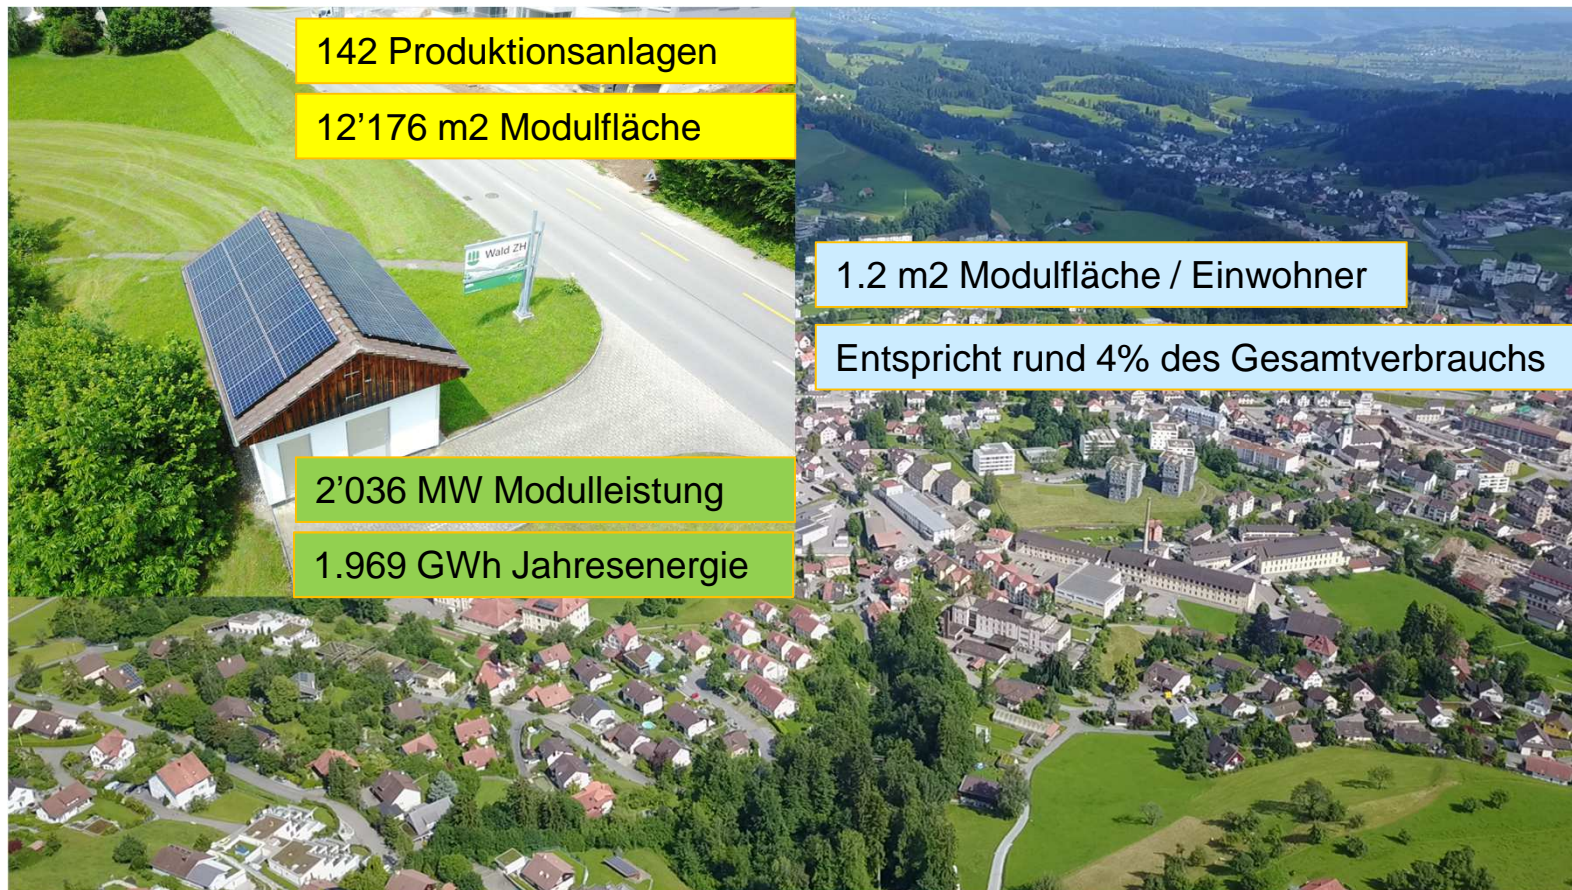 142 Produktionsanlagen
12’176 m2 Modulfläche
Wald ZH
2’036 MW Modulleistung
1.969 GWh Jahresenergie
1.2 m2 Modulfläche / Einwohner
Entspricht rund 4% des Gesamtverbrauchs